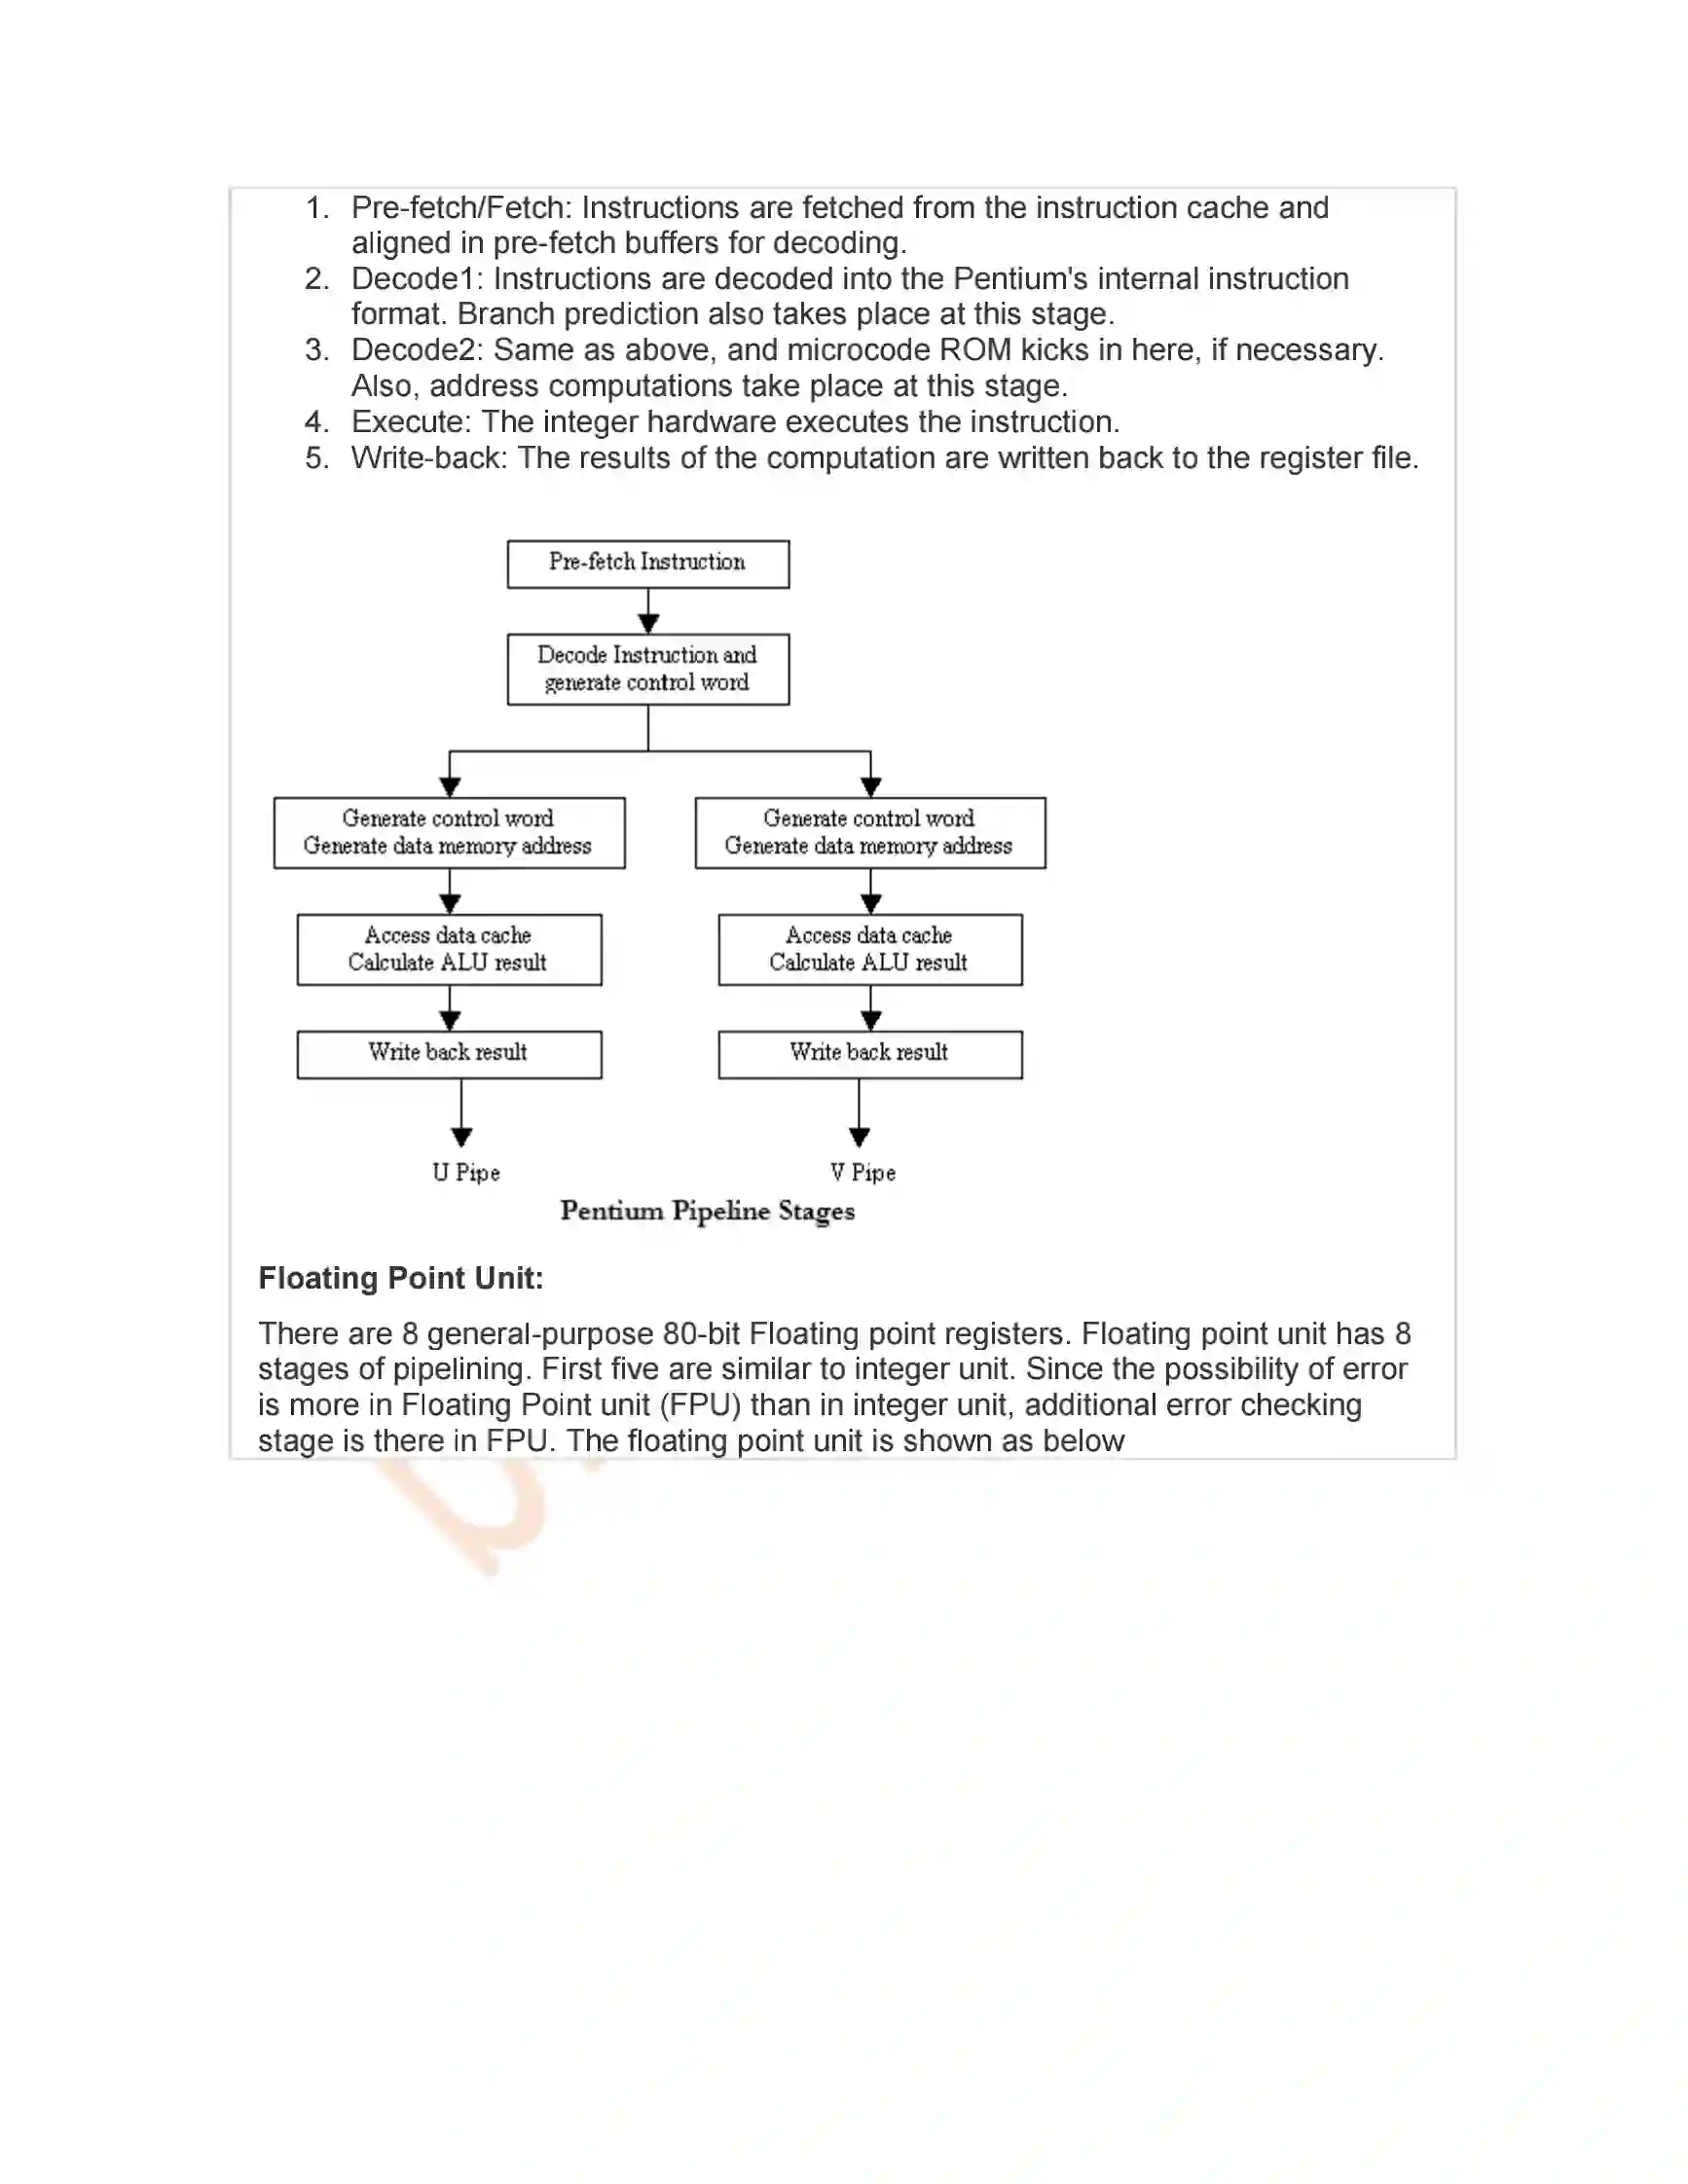 1. Pre-fetch/Fetch: Instructions are fetched from the instruction cache and
aligned in pre-fetch buffers for decoding.
2. Decode1: Instructions are decoded into the Pentium's internal instruction
format. Branch prediction also takes place at this stage.
3. Decode2: Same as above, and microcode ROM kicks in here, if necessary.
Also, address computations take place at this stage.
4. Execute: The integer hardware executes the instruction.
5. Write-back: The results of the computation are written back to the register file.
Pre-fetch Instruction
Decode Instruction and
generate control word
Generate control word
Generate data memory address
Generate control word
Generate data memory address
Access data cache
Calculate ALU result
Access data cache
Calculate ALU result
Write back result
Write back result
U Pipe
V Pipe
Pentium Pipeline Stages
Floating Point Unit:
There are 8 general-purpose 80-bit Floating point registers. Floating point unit has 8
stages of pipelining. First five are similar to integer unit. Since the possibility of error
is more in Floating Point unit (FPU) than in integer unit, additional error checking
stage is there in FPU. The floating point unit is shown as below